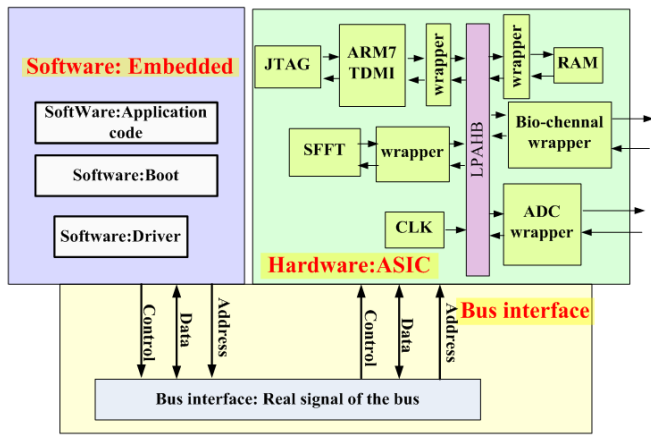 Software: Embedded
SoftWare:Application
code
Software:Boot
Software:Driver
JTAG
ARM7
TDMI
wrapper
wrapper
RAM
SFFT
wrapper
LPAHB
Bio-chennal
wrapper
CLK
ADC
wrapper
Hardware:ASIC
Bus interface
Control
Data
Address
Control
Data
Address
Bus interface: Real signal of the bus